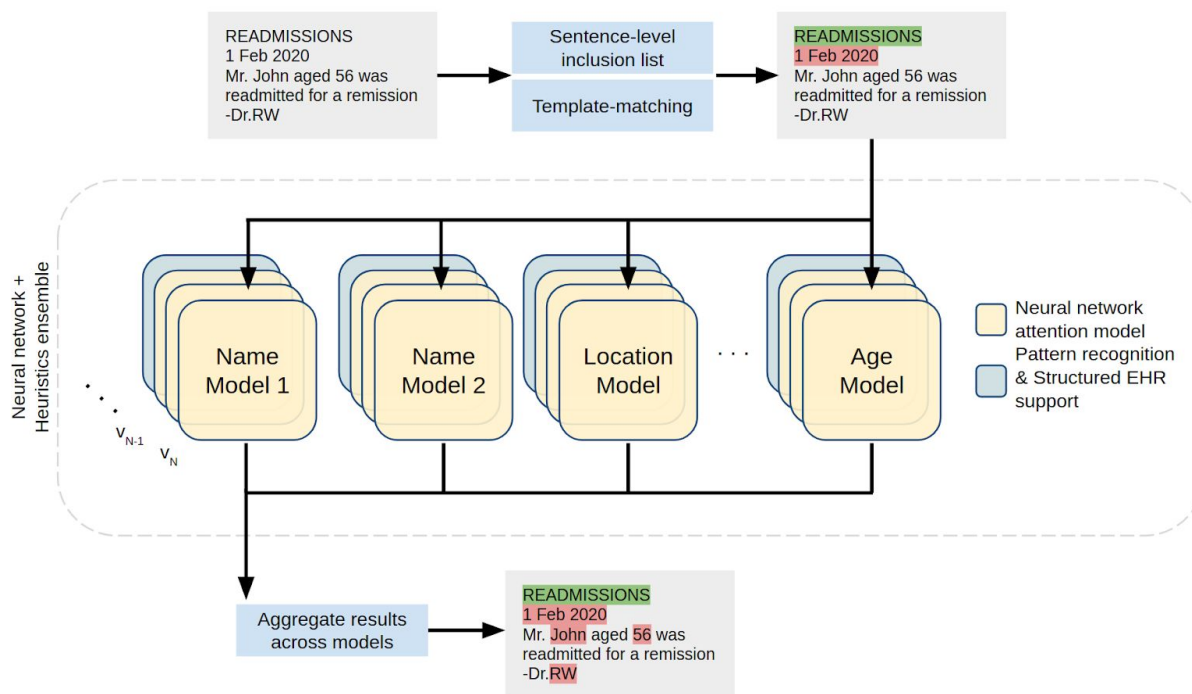 READMISSIONS
1 Feb 2020
Mr. John aged 56 was
readmitted for a remission
-Dr.RW
Sentence-level
inclusion list
Template-matching
READMISSIONS
1 Feb 2020
Mr. John aged 56 was
readmitted for a remission
-Dr.RW
Neural network +
Heuristics ensemble
Name
Model 1
Name
Model 2
Location
Model
. . .
Age
Model
Neural network
attention model
Pattern recognition
& Structured EHR
support
. . .
vN-1
vN
Aggregate results
across models
READMISSIONS
1 Feb 2020
Mr. John aged 56 was
readmitted for a remission
-Dr.RW